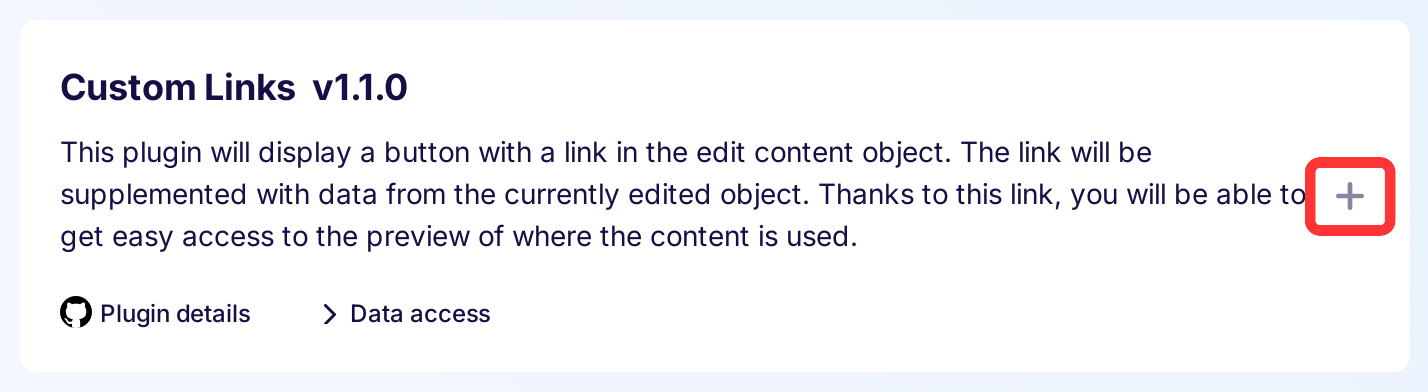 Custom Links v1.1.0
This plugin will display a button with a link in the edit content object. The link will be
supplemented with data from the currently edited object. Thanks to this link, you will be able to
get easy access to the preview of where the content is used.
Plugin details
Data access